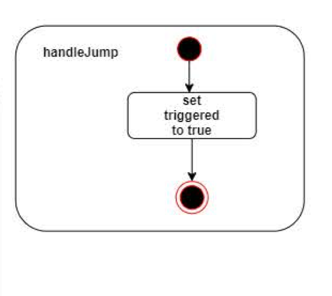 handleJump
set
triggered
to true